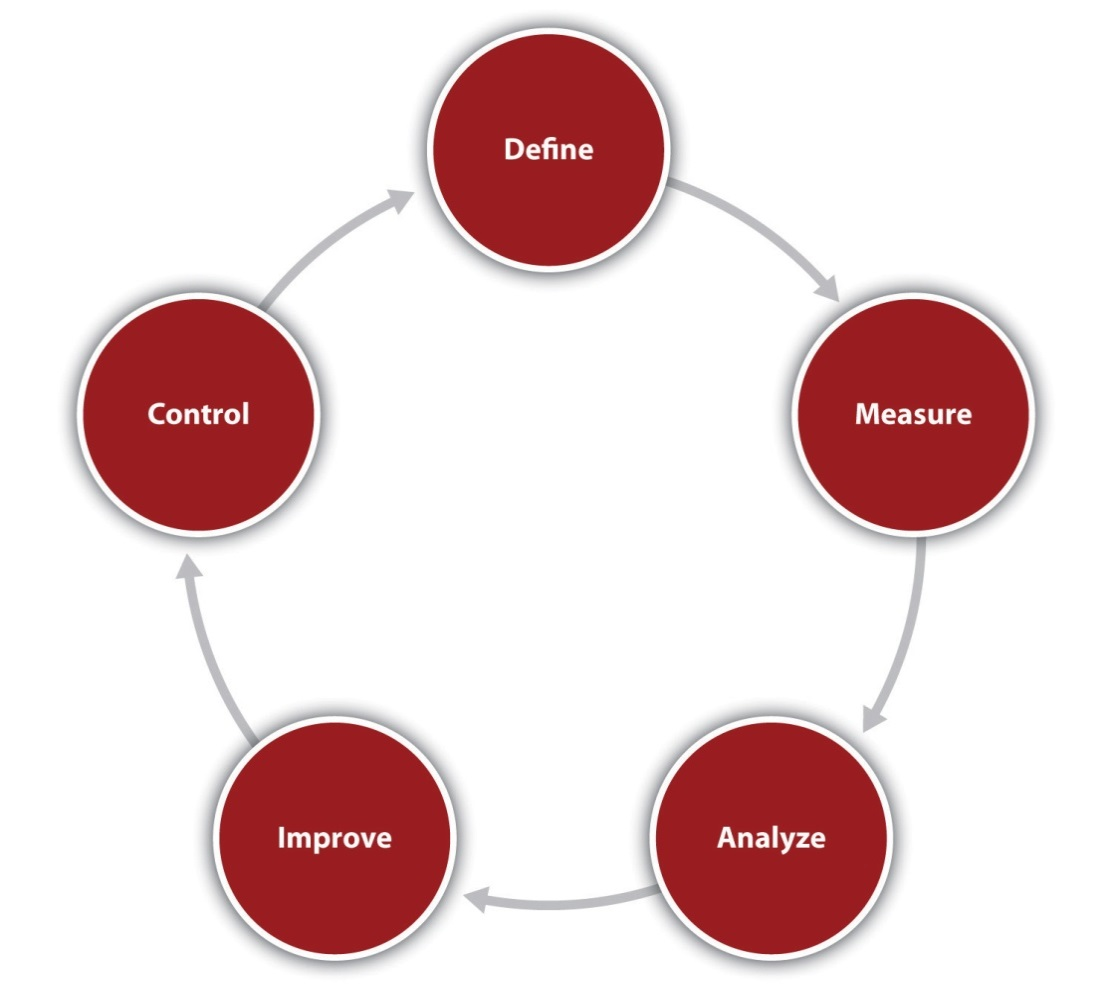 Define
Measure
Analyze
Improve
Control